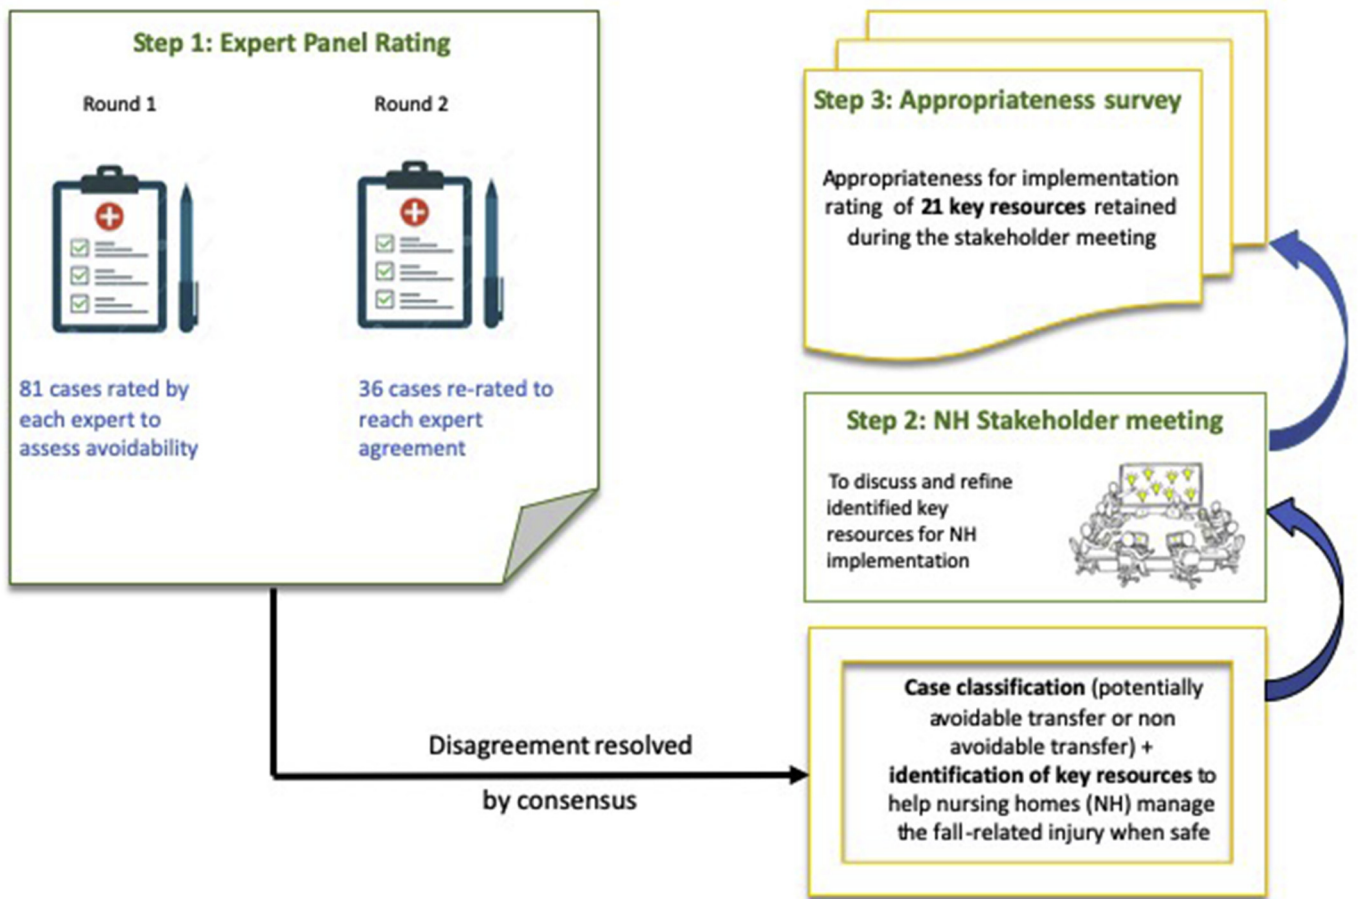 Step 1: Expert Panel Rating
Round 1
Round 2
81 cases rated by
each expert to
assess avoidability
36 cases re-rated to
reach expert
agreement
Disagreement resolved
by consensus
Case classification (potentially
avoidable transfer or non
avoidable transfer) +
identification of key resources to
help nursing homes (NH) manage
the fall-related injury when safe
Step 2: NH Stakeholder meeting
To discuss and refine
identified key
resources for NH
implementation
Step 3: Appropriateness survey
Appropriateness for implementation
rating of 21 key resources retained
during the stakeholder meeting